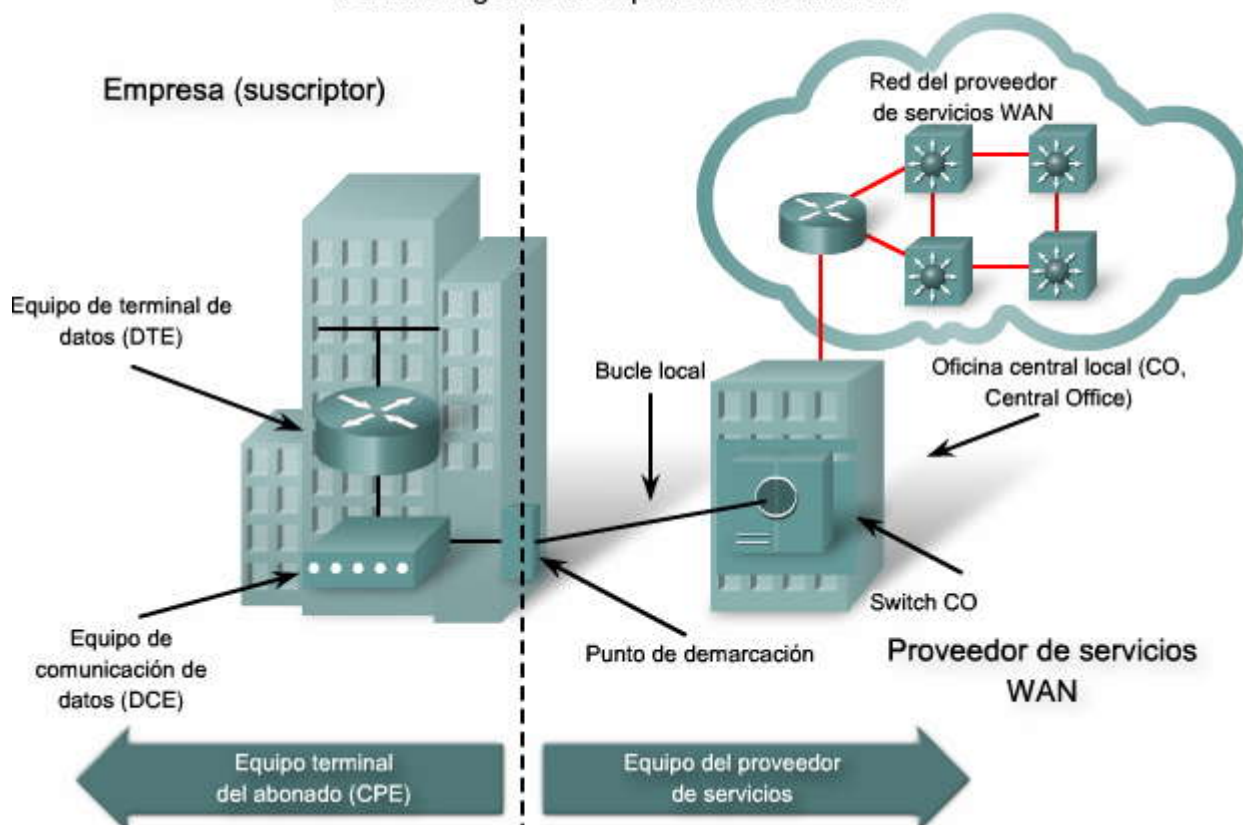 Empresa (suscriptor)
Red del proveedor
de servicios WAN
Equipo de terminal de
datos (DTE)
Bucle local
Oficina central local (CO,
Central Office)
Switch CO
Punto de demarcación
Equipo de
comunicación de
datos (DCE)
Proveedor de servicios
WAN
Equipo terminal
del abonado (CPE)
Equipo del proveedor
de servicios